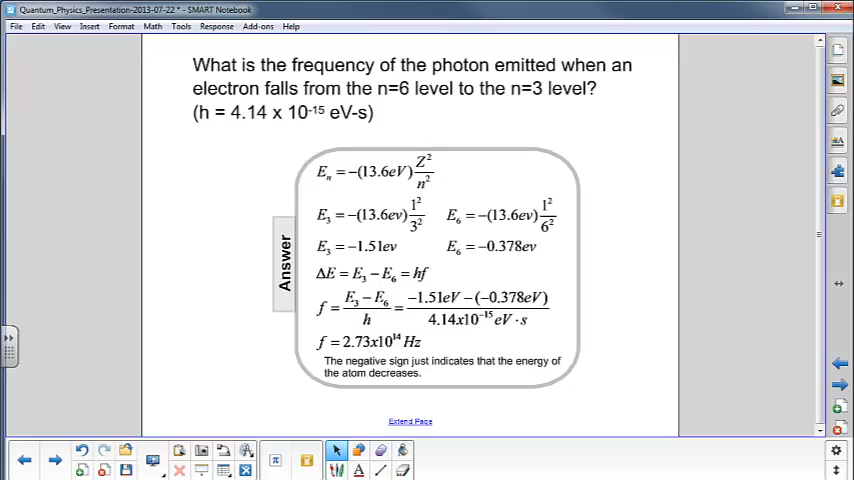 Quantum_Physics_Presentation-2013-07-22 * - SMART Notebook
File Edit View Insert Format Math Tools Response Add-ons Help
What is the frequency of the photon emitted when an
electron falls from the n=6 level to the n=3 level?
(h = 4.14 x 10⁻¹⁵ eV-s)
Answer
Eₙ = −(13.6eV) Z²/n²
E₃ = −(13.6ev) 1²/3² E₆ = −(13.6ev) 1²/6²
E₃ = −1.51ev E₆ = −0.378ev
ΔE = E₃ − E₆ = hf
f = (E₃ − E₆)/h = −1.51eV − (−0.378eV)/4.14x10⁻¹⁵ eV · s
f = 2.73x10¹⁴ Hz
The negative sign just indicates that the energy of
the atom decreases.
Extend Page